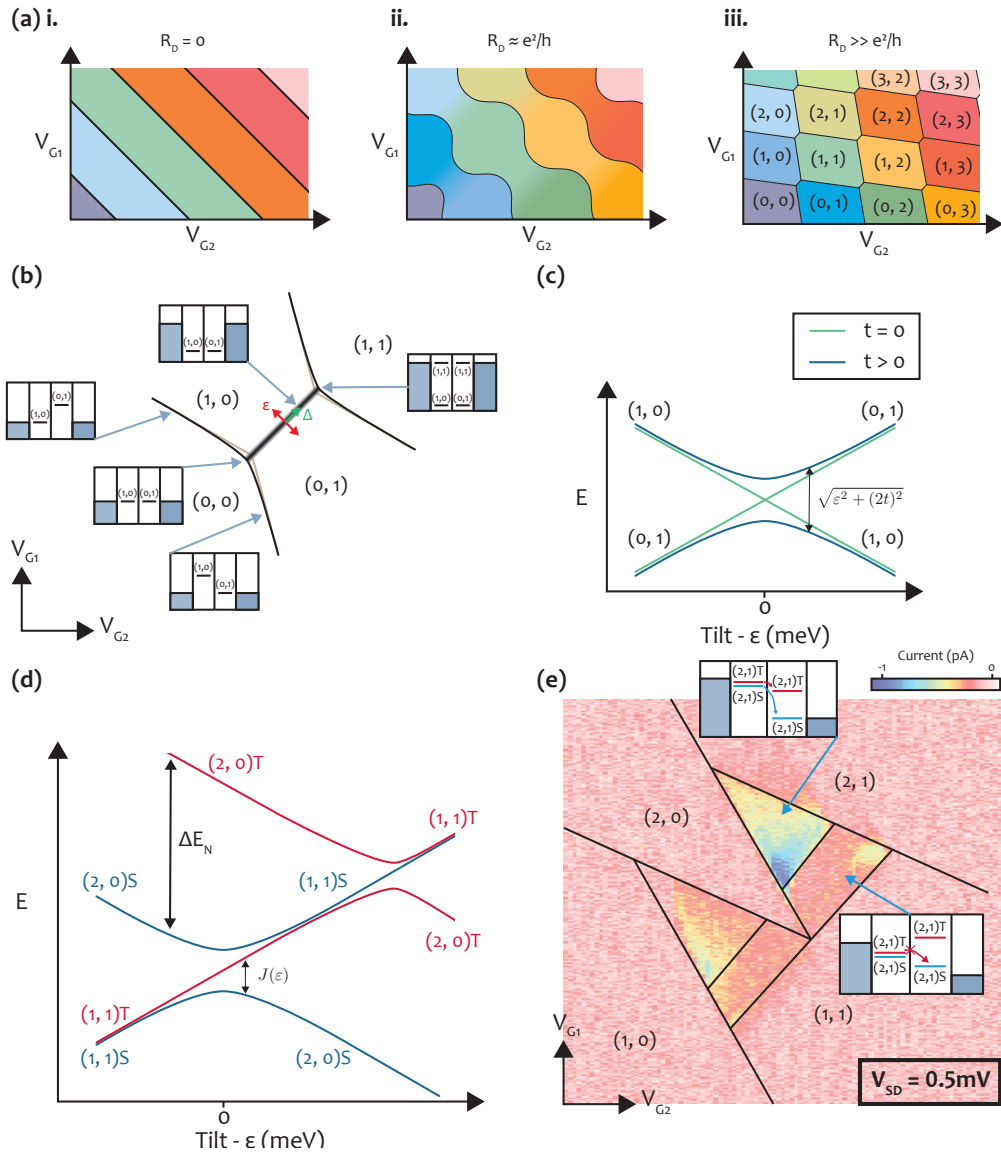 (a) i.
ii.
iii.
R_D = 0
R_D ≈ e²/h
R_D >> e²/h
V_G1
V_G2
V_G1
V_G2
V_G1
V_G2
(3, 2)
(3, 3)
(2, 0)
(2, 1)
(2, 2)
(2, 3)
(1, 0)
(1, 1)
(1, 2)
(1, 3)
(0, 0)
(0, 1)
(0, 2)
(0, 3)
(b)
(1,0)
(0,1)
(1, 1)
(1,1)
(1,1)
(1,0)
(0,1)
(1, 0)
ε
Δ
(1,0)
(0,1)
(1,0)
(0,1)
(0, 0)
(0, 1)
(1,0)
(0,1)
V_G1
V_G2
(c)
t = 0
t > 0
(1, 0)
(0, 1)
E
√ε² + (2t)²
(0, 1)
(1, 0)
0
Tilt - ε (meV)
(d)
(2, 0)T
(1, 1)T
ΔE_N
(2, 0)S
(1, 1)S
E
(2, 0)T
J(ε)
(1, 1)T
(1, 1)S
(2, 0)S
0
Tilt - ε (meV)
(e)
Current (pA)
-1
0
(2,1)T
(2,1)T
(2,1)S
(2,1)S
(2, 1)
(2, 0)
(2,1)T
(2,1)T
(2,1)S
(2,1)S
(1, 1)
(1, 0)
V_G1
V_G2
V_SD = 0.5mV